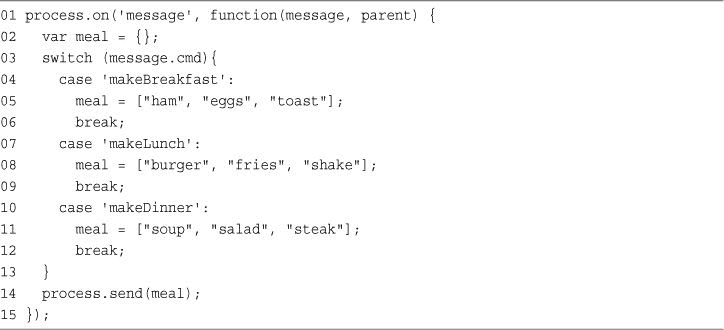 01 process.on('message', function(message, parent) {
02   var meal = {};
03   switch (message.cmd){
04     case 'makeBreakfast':
05       meal = ["ham", "eggs", "toast"];
06       break;
07     case 'makeLunch':
08       meal = ["burger", "fries", "shake"];
09       break;
10     case 'makeDinner':
11       meal = ["soup", "salad", "steak"];
12       break;
13   }
14   process.send(meal);
15 });